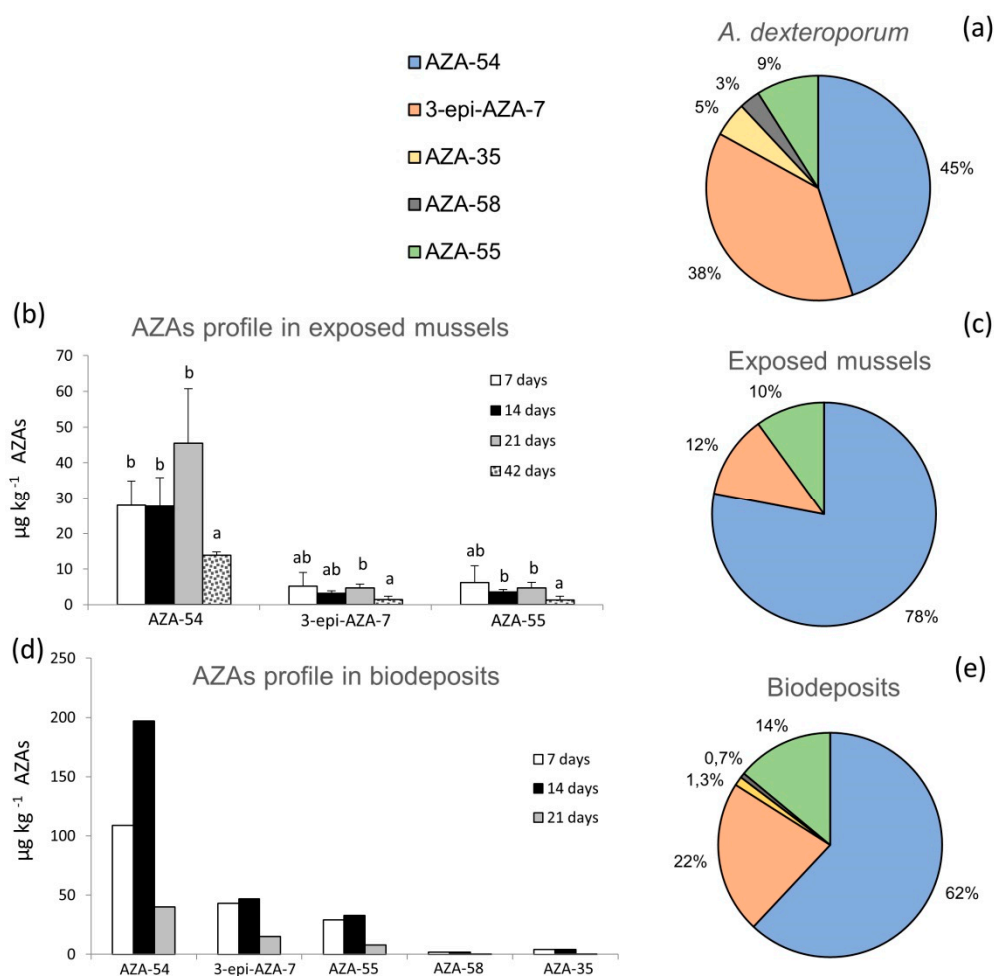 AZA-54
3-epi-AZA-7
AZA-35
AZA-58
AZA-55
A. dexteroporum
(a)
9%
3%
5%
45%
38%
(b)
AZAs profile in exposed mussels
µg kg⁻¹ AZAs
70
60
50
40
30
20
10
0
b
b
b
a
ab
ab
b
a
ab
b
b
a
7 days
14 days
21 days
42 days
AZA-54
3-epi-AZA-7
AZA-55
(c)
Exposed mussels
10%
12%
78%
(d)
AZAs profile in biodeposits
µg kg⁻¹ AZAs
250
200
150
100
50
0
7 days
14 days
21 days
AZA-54
3-epi-AZA-7
AZA-55
AZA-58
AZA-35
(e)
Biodeposits
14%
0,7%
1,3%
22%
62%